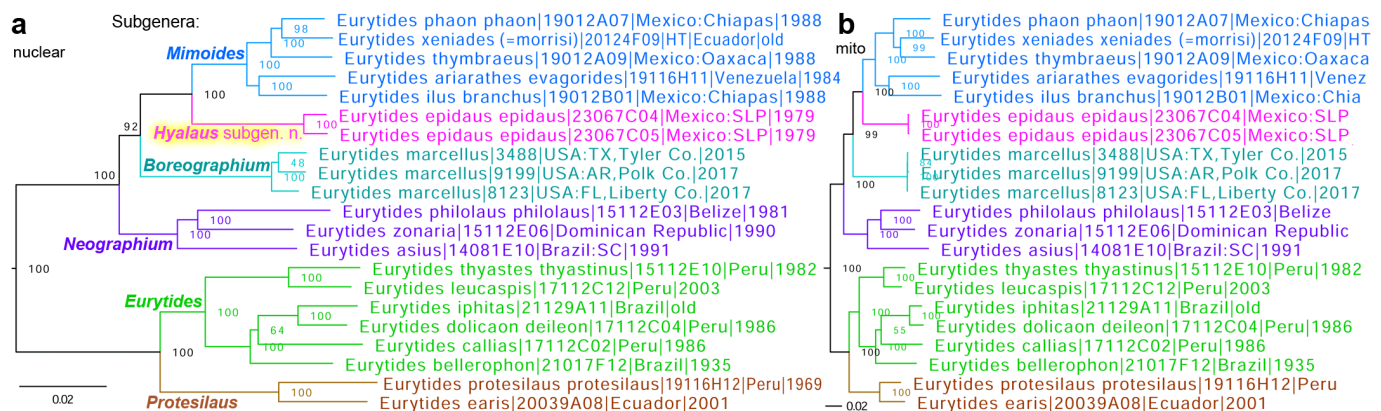 a
Subgenera:
nuclear
Eurytides phaon phaon|19012A07|Mexico:Chiapas|1988
98
100
Eurytides xeniades (=morrisi)|20124F09|HT|Ecuador|old
Mimoides
Eurytides thymbraeus|19012A09|Mexico:Oaxaca|1988
100
Eurytides ariarathes evagorides|19116H11|Venezuela|1984
100
100
Eurytides ilus branchus|19012B01|Mexico:Chiapas|1988
100
Eurytides epidaus epidaus|23067C04|Mexico:SLP|1979
92
Hyalaus subgen. n.
Eurytides epidaus epidaus|23067C05|Mexico:SLP|1979
Boreographium
48
Eurytides marcellus|3488|USA:TX,Tyler Co.|2015
100
100
Eurytides marcellus|9199|USA:AR,Polk Co.|2017
Eurytides marcellus|8123|USA:FL,Liberty Co.|2017
100
Eurytides philolaus philolaus|15112E03|Belize|1981
100
Eurytides zonaria|15112E06|Dominican Republic|1990
Neographium
Eurytides asius|14081E10|Brazil:SC|1991
100
100
Eurytides thyastes thyastinus|15112E10|Peru|1982
Eurytides leucaspis|17112C12|Peru|2003
Eurytides
100
100
Eurytides iphitas|21129A11|Brazil|old
64
Eurytides dolicaon deileon|17112C04|Peru|1986
100
100
Eurytides callias|17112C02|Peru|1986
Eurytides bellerophon|21017F12|Brazil|1935
100
Eurytides protesilaus protesilaus|19116H12|Peru|1969
Protesilaus
Eurytides earis|20039A08|Ecuador|2001
0.02
b
mito
Eurytides phaon phaon|19012A07|Mexico:Chiapas
100
99
Eurytides xeniades (=morrisi)|20124F09|HT
100
Eurytides thymbraeus|19012A09|Mexico:Oaxaca
Eurytides ariarathes evagorides|19116H11|Venez
100
100
Eurytides ilus branchus|19012B01|Mexico:Chia
99
100
Eurytides epidaus epidaus|23067C04|Mexico:SLP
Eurytides epidaus epidaus|23067C05|Mexico:SLP
Eurytides marcellus|3488|USA:TX,Tyler Co.|2015
100
Eurytides marcellus|9199|USA:AR,Polk Co.|2017
Eurytides marcellus|8123|USA:FL,Liberty Co.|2017
100
Eurytides philolaus philolaus|15112E03|Belize
100
Eurytides zonaria|15112E06|Dominican Republic
Eurytides asius|14081E10|Brazil:SC|1991
100
100
Eurytides thyastes thyastinus|15112E10|Peru|1982
Eurytides leucaspis|17112C12|Peru|2003
100
100
Eurytides iphitas|21129A11|Brazil|old
55
Eurytides dolicaon deileon|17112C04|Peru|1986
100
100
Eurytides callias|17112C02|Peru|1986
Eurytides bellerophon|21017F12|Brazil|1935
100
Eurytides protesilaus protesilaus|19116H12|Peru
Eurytides earis|20039A08|Ecuador|2001
0.02